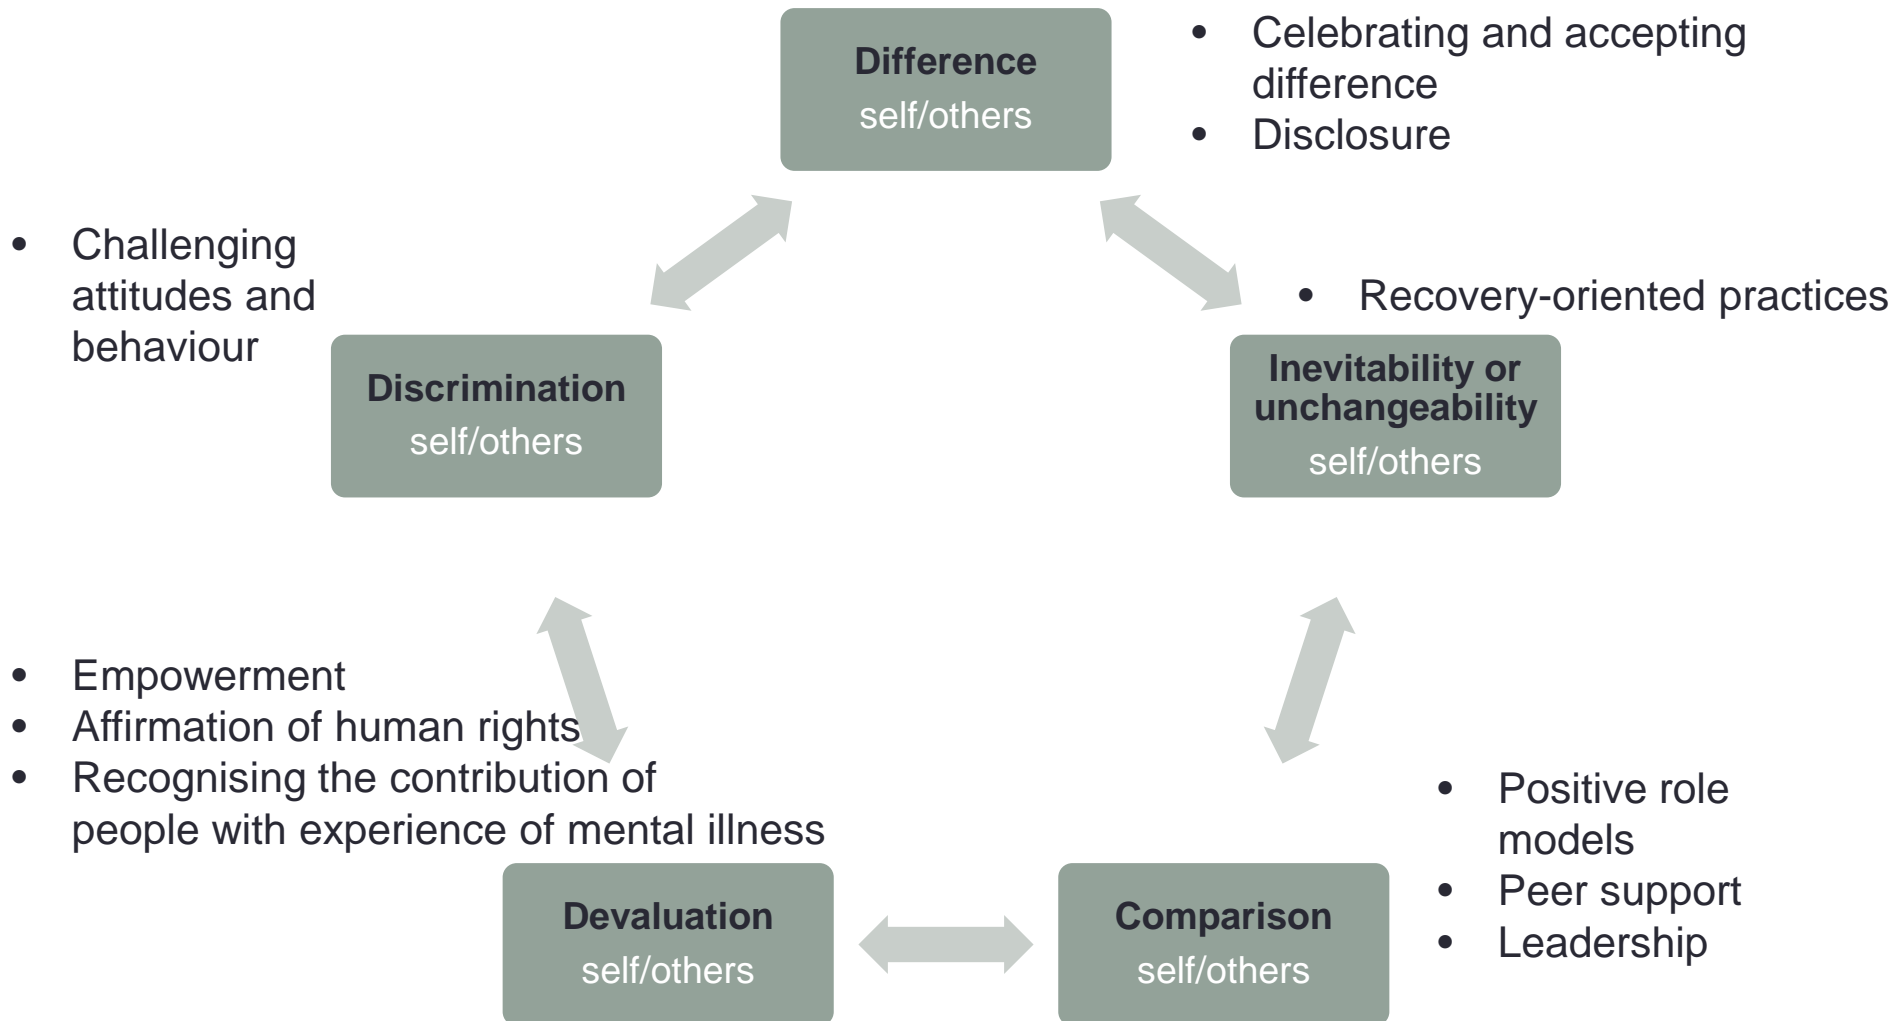 Difference
self/others
• Celebrating and accepting
difference
• Disclosure
• Challenging
attitudes and
behaviour
• Recovery-oriented practices
Discrimination
self/others
Inevitability or
unchangeability
self/others
• Empowerment
• Affirmation of human rights
• Recognising the contribution of
people with experience of mental illness
• Positive role
models
• Peer support
• Leadership
Devaluation
self/others
Comparison
self/others